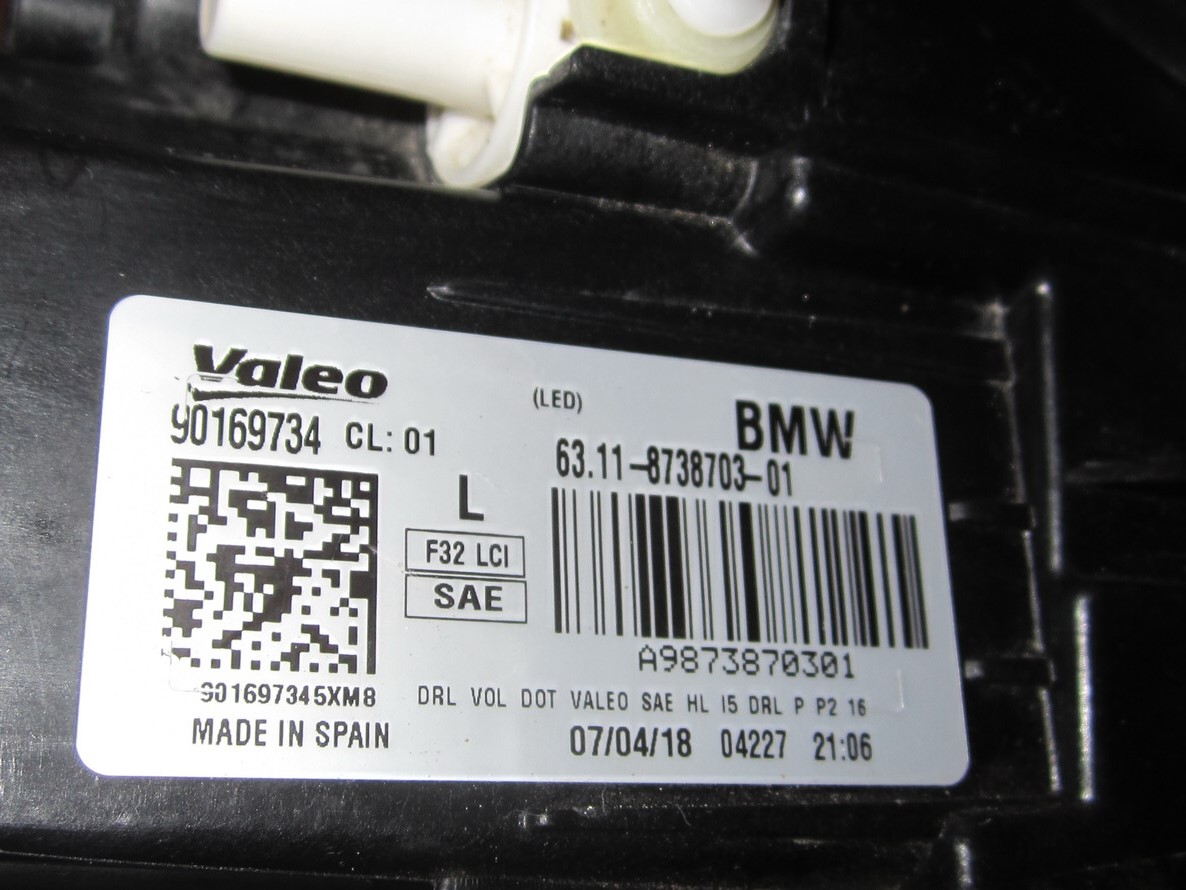 Valeo
90169734 CL: 01
(LED)
BMW
63.11-8738703-01
L
F32 LCI
SAE
A9873870301
901697345XM8
DRL VOL DOT VALEO SAE HL I5 DRL P P2 16
MADE IN SPAIN
07/04/18 04227 21:06